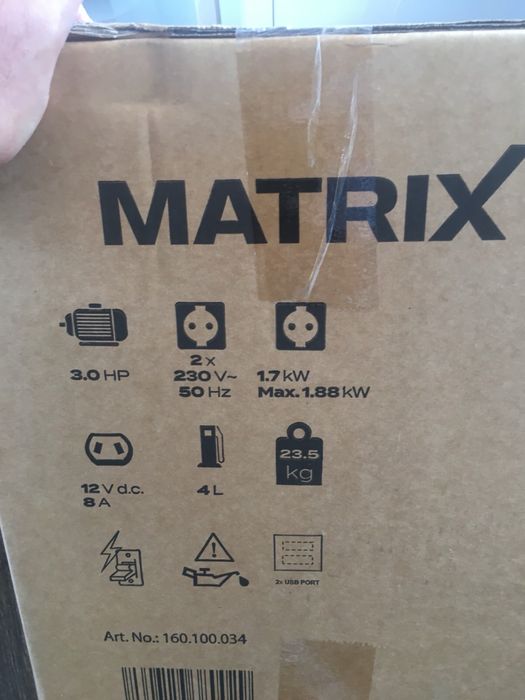 MATRIX
3.0 HP
2 x
230 V~
50 Hz
1.7 kW
Max. 1.88 kW
12 V d.c.
8 A
4 L
23.5
kg
2x USB PORT
Art. No.: 160.100.034